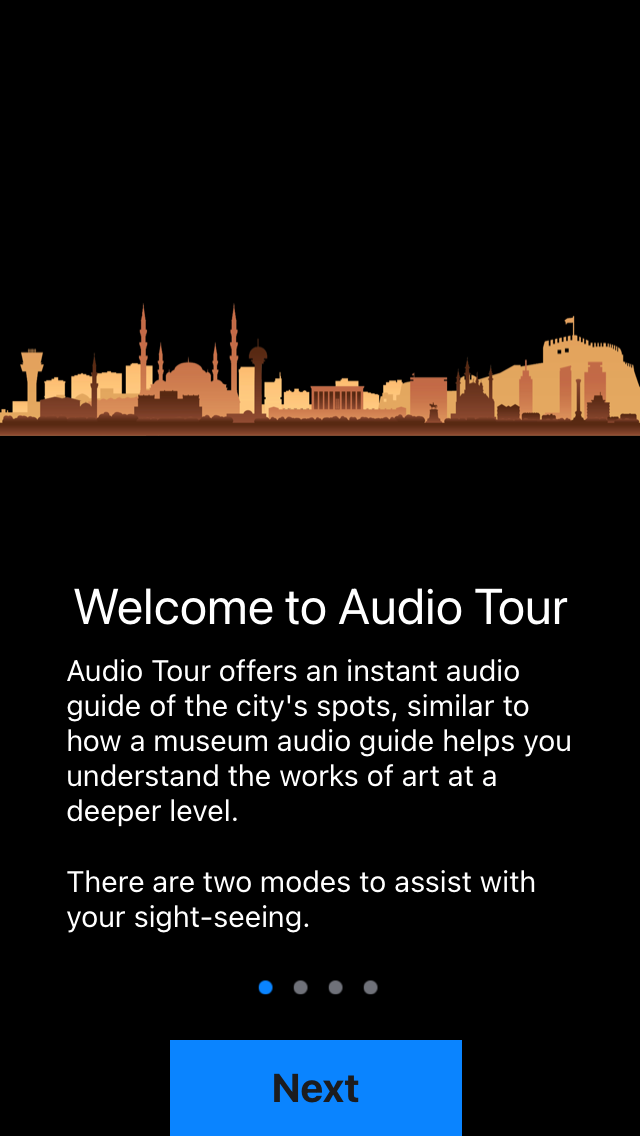 Welcome to Audio Tour
Audio Tour offers an instant audio
guide of the city's spots, similar to
how a museum audio guide helps you
understand the works of art at a
deeper level.
There are two modes to assist with
your sight-seeing.
Next